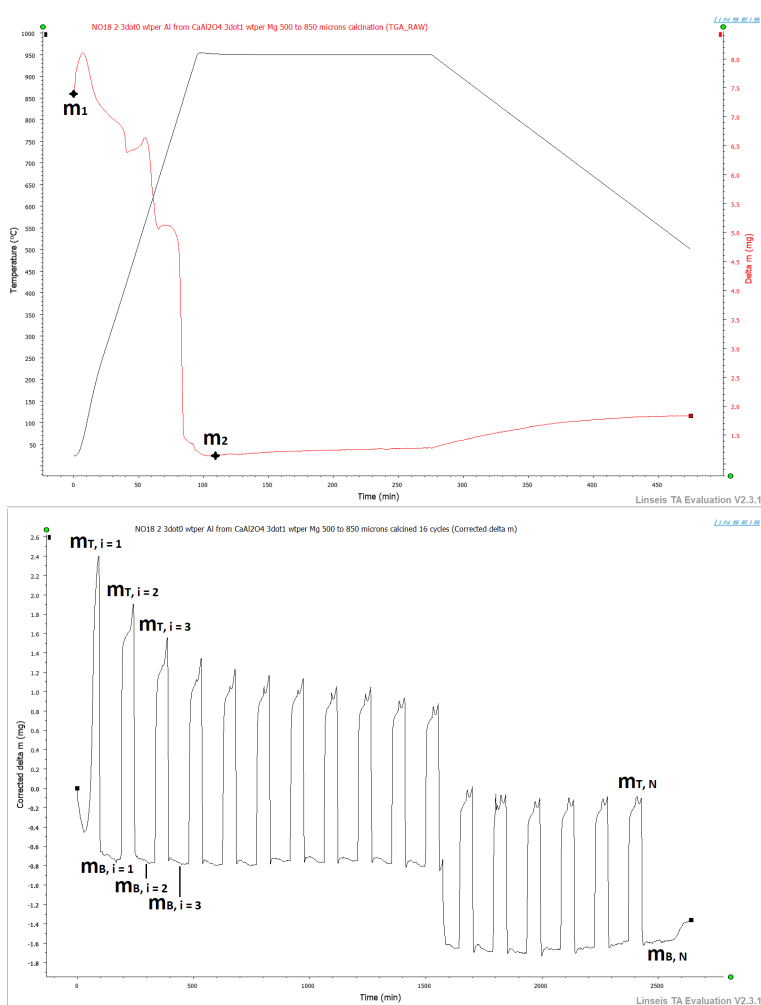 LINSEIS
NO18 2 3dot0 wtper Al from CaAl2O4 3dot1 wtper Mg 500 to 850 microns calcination (TGA_RAW)
1000
950
900
850
800
750
700
650
600
550
500
450
400
350
300
250
200
150
100
50
Temperature (°C)
m1
m2
8.0
7.5
7.0
6.5
6.0
5.5
5.0
4.5
4.0
3.5
3.0
2.5
2.0
1.5
Delta m (mg)
0 50 100 150 200 250 300 350 400 450
Time (min)
Linseis TA Evaluation V2.3.1
LINSEIS
NO18 2 3dot0 wtper Al from CaAl2O4 3dot1 wtper Mg 500 to 850 microns calcined 16 cycles (Corrected delta m)
2.6
2.4
2.2
2.0
1.8
1.6
1.4
1.2
1.0
0.8
0.6
0.4
0.2
0.0
-0.2
-0.4
-0.6
-0.8
-1.0
-1.2
-1.4
-1.6
-1.8
Corrected delta m (mg)
mT, i = 1
mT, i = 2
mT, i = 3
mT, N
mB, i = 1
mB, i = 2
mB, i = 3
mB, N
0 500 1000 1500 2000 2500
Time (min)
Linseis TA Evaluation V2.3.1